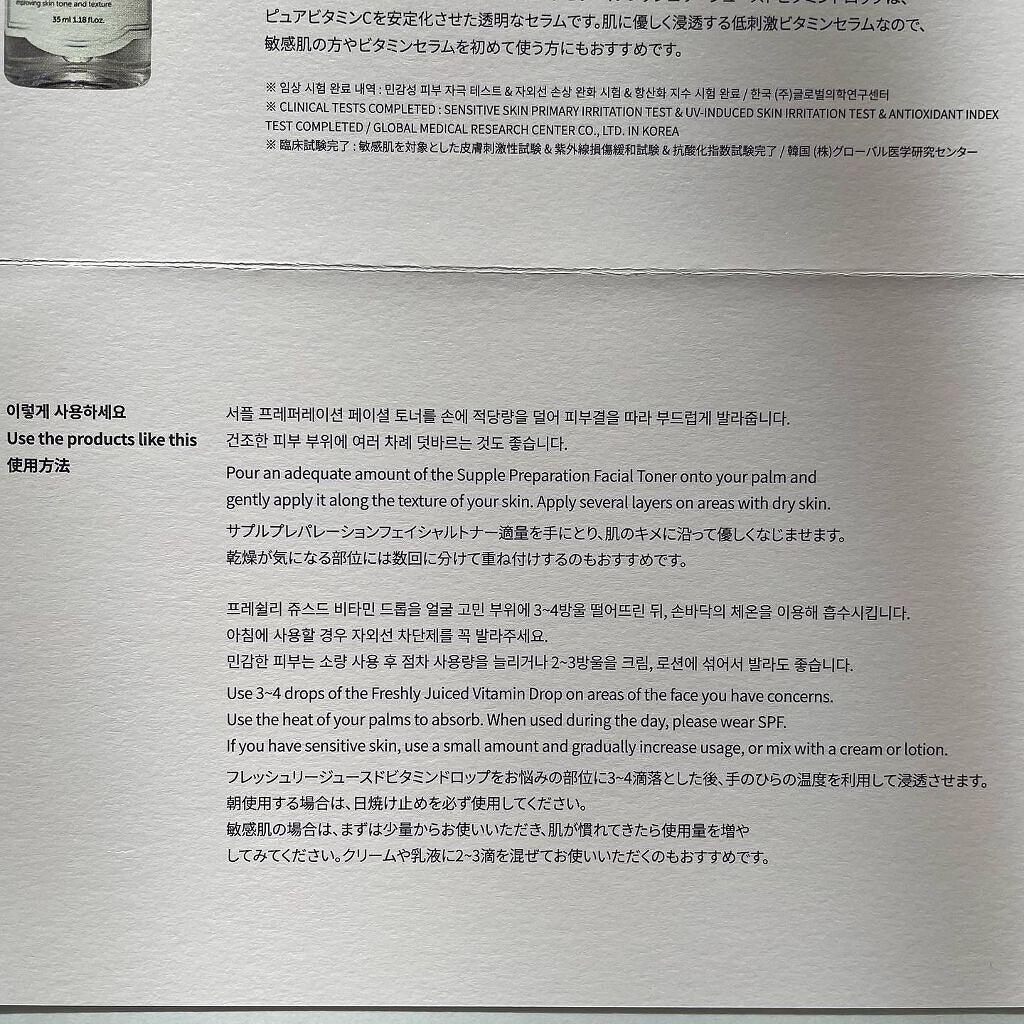 improving skin tone and texture
35 ml 1.18 fl.oz.
ピュアビタミンCを安定化させた透明なセラムです。肌に優しく浸透する低刺激ビタミンセラムなので、
敏感肌の方やビタミンセラムを初めて使う方にもおすすめです。
※ 임상 시험 완료 내역 : 민감성 피부 자극 테스트 & 자외선 손상 완화 시험 & 항산화 지수 시험 완료 / 한국 (주)글로벌의학연구센터
※ CLINICAL TESTS COMPLETED : SENSITIVE SKIN PRIMARY IRRITATION TEST & UV-INDUCED SKIN IRRITATION TEST & ANTIOXIDANT INDEX
TEST COMPLETED / GLOBAL MEDICAL RESEARCH CENTER CO., LTD. IN KOREA
※ 臨床試験完了 : 敏感肌を対象とした皮膚刺激性試験 & 紫外線損傷緩和試験 & 抗酸化指数試験完了 / 韓国 (株)グローバル医学研究センター
이렇게 사용하세요
Use the products like this
使用方法
서플 프레퍼레이션 페이셜 토너를 손에 적당량을 덜어 피부결을 따라 부드럽게 발라줍니다.
건조한 피부 부위에 여러 차례 덧바르는 것도 좋습니다.
Pour an adequate amount of the Supple Preparation Facial Toner onto your palm and
gently apply it along the texture of your skin. Apply several layers on areas with dry skin.
サプルプレパレーションフェイシャルトナー適量を手にとり、肌のキメに沿って優しくなじませます。
乾燥が気になる部位には数回に分けて重ね付けするのもおすすめです。
프레쉴리 쥬스드 비타민 드롭을 얼굴 고민 부위에 3~4방울 떨어뜨린 뒤, 손바닥의 체온을 이용해 흡수시킵니다.
아침에 사용할 경우 자외선 차단제를 꼭 발라주세요.
민감한 피부는 소량 사용 후 점차 사용량을 늘리거나 2~3방울을 크림, 로션에 섞어서 발라도 좋습니다.
Use 3~4 drops of the Freshly Juiced Vitamin Drop on areas of the face you have concerns.
Use the heat of your palms to absorb. When used during the day, please wear SPF.
If you have sensitive skin, use a small amount and gradually increase usage, or mix with a cream or lotion.
フレッシュリージュースドビタミンドロップをお悩みの部位に3~4滴落とした後、手のひらの温度を利用して浸透させます。
朝使用する場合は、日焼け止めを必ず使用してください。
敏感肌の場合は、まずは少量からお使いいただき、肌が慣れてきたら使用量を増や
してみてください。クリームや乳液に2~3滴を混ぜてお使いいただくのもおすすめです。